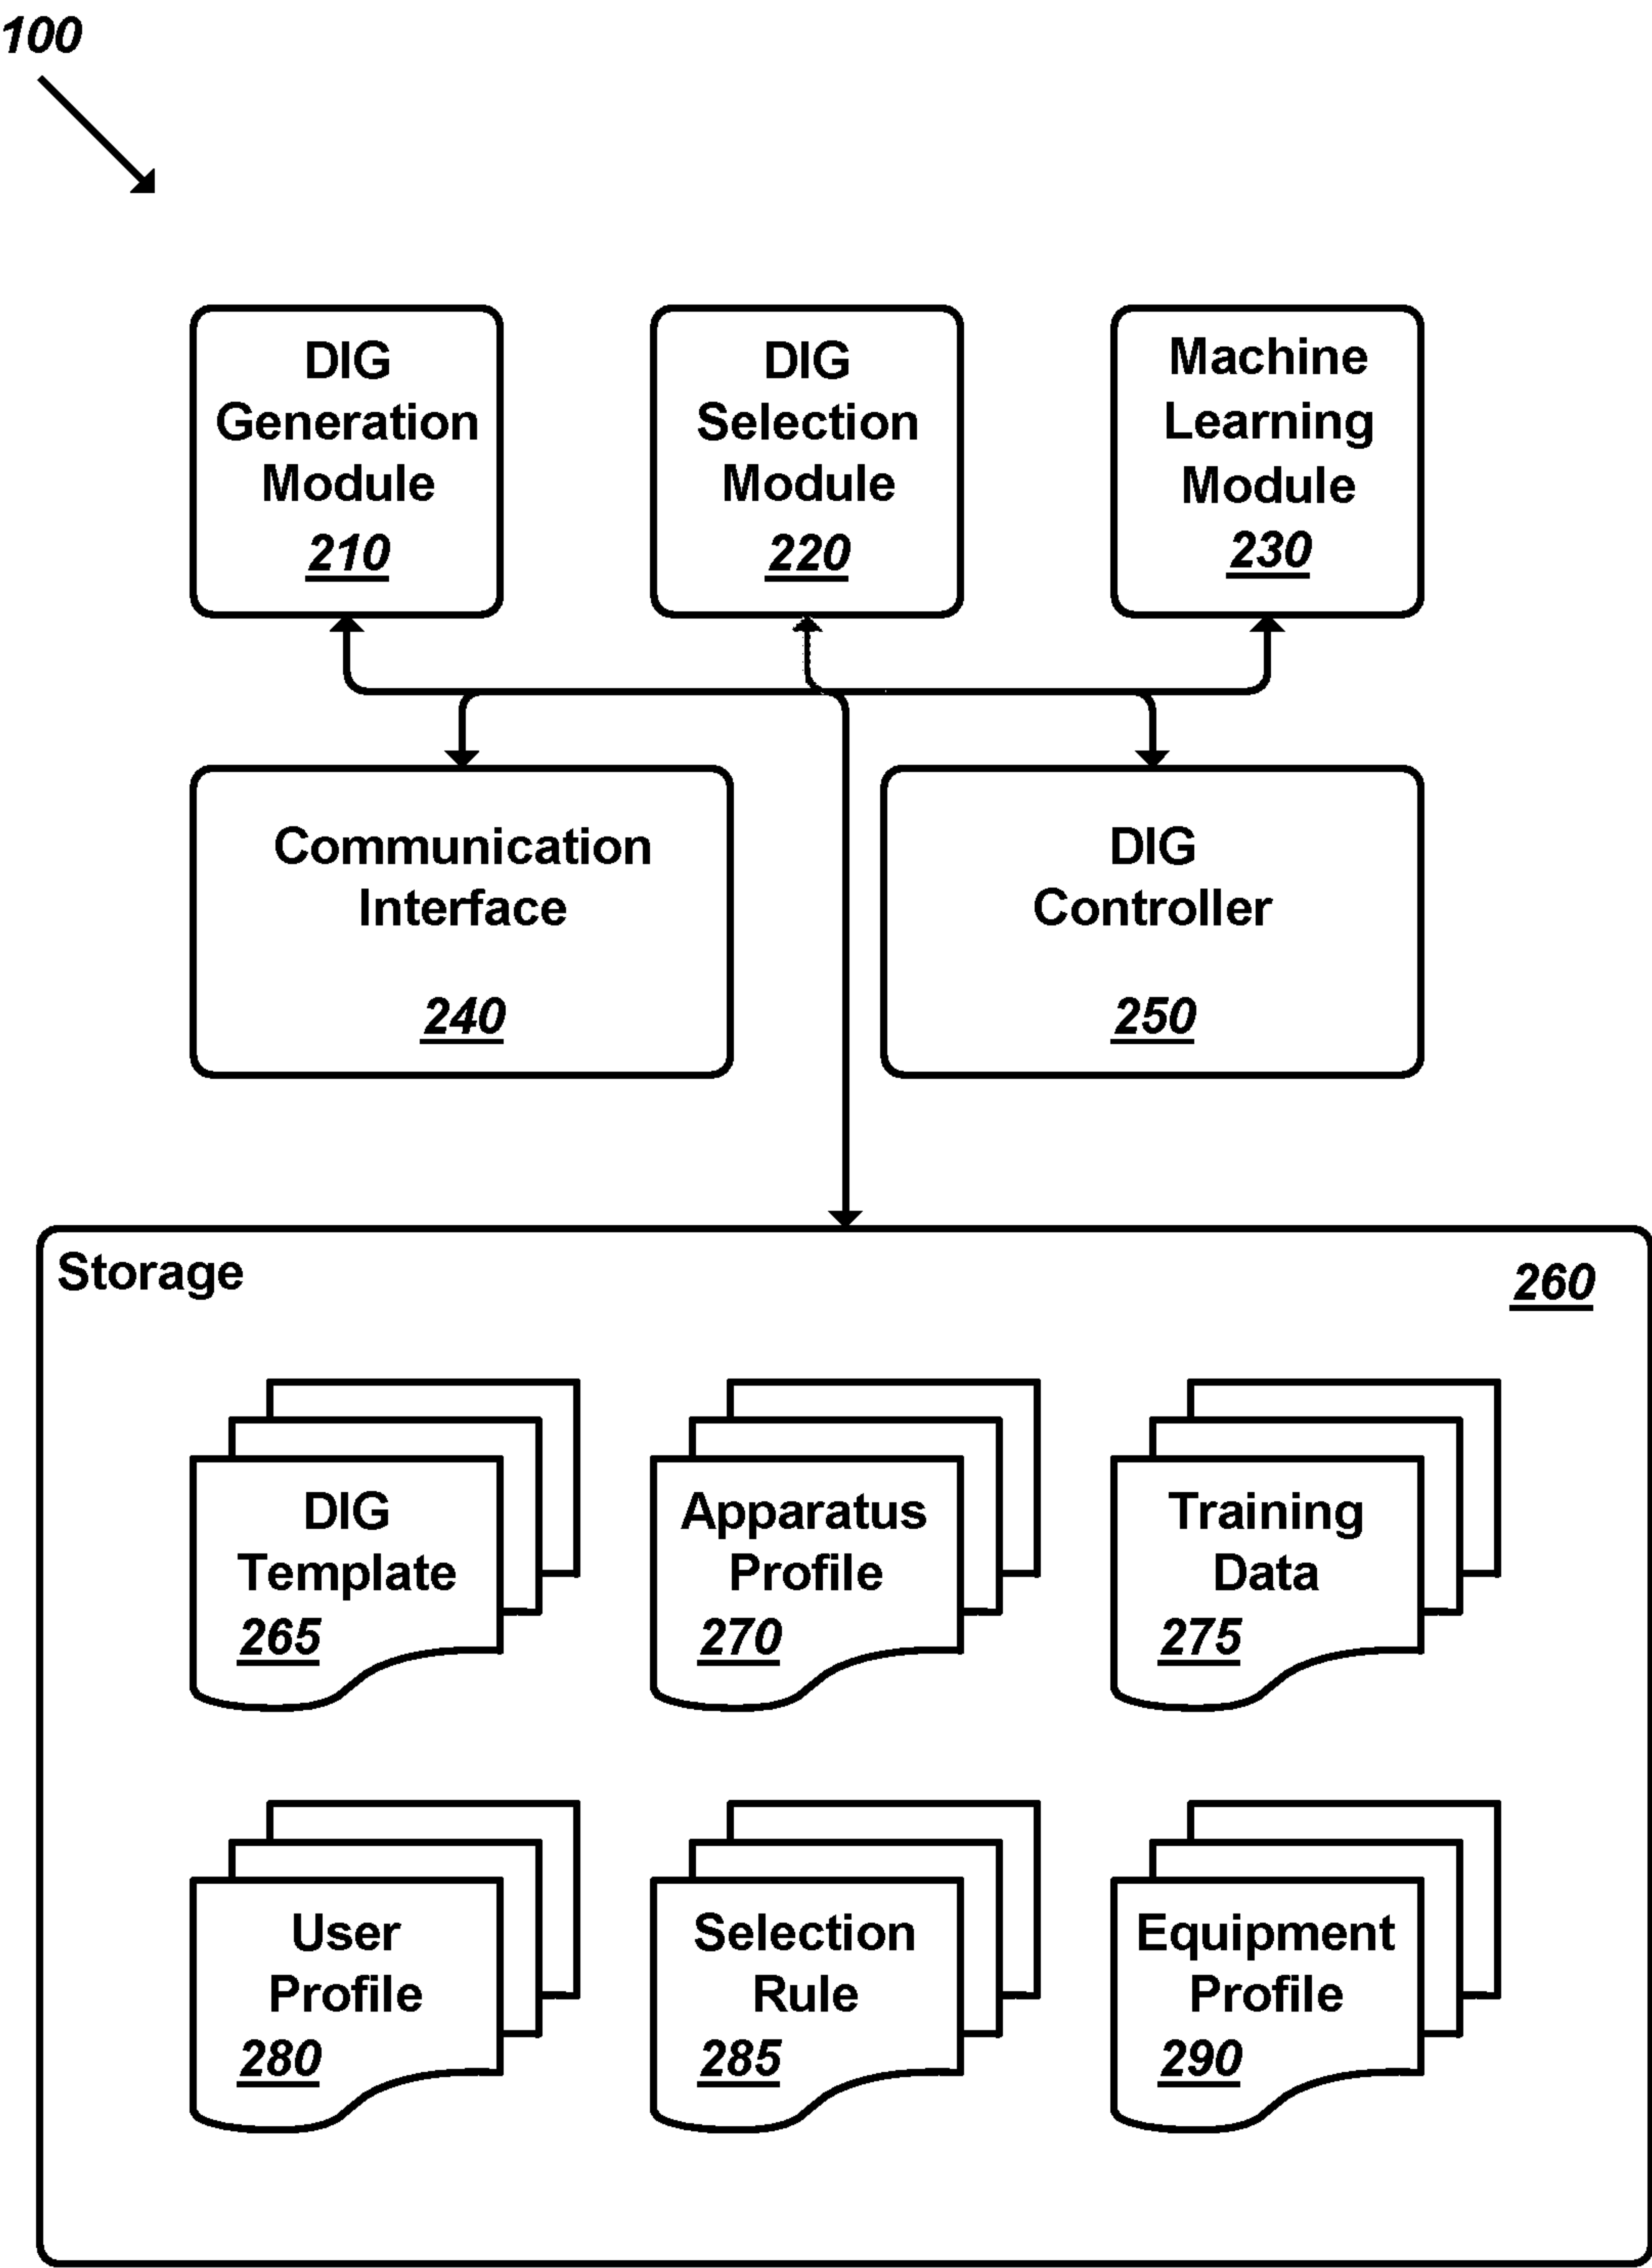 100
DIG
Generation
Module
210
DIG
Selection
Module
220
Machine
Learning
Module
230
Communication
Interface
240
DIG
Controller
250
Storage
260
DIG
Template
265
Apparatus
Profile
270
Training
Data
275
User
Profile
280
Selection
Rule
285
Equipment
Profile
290